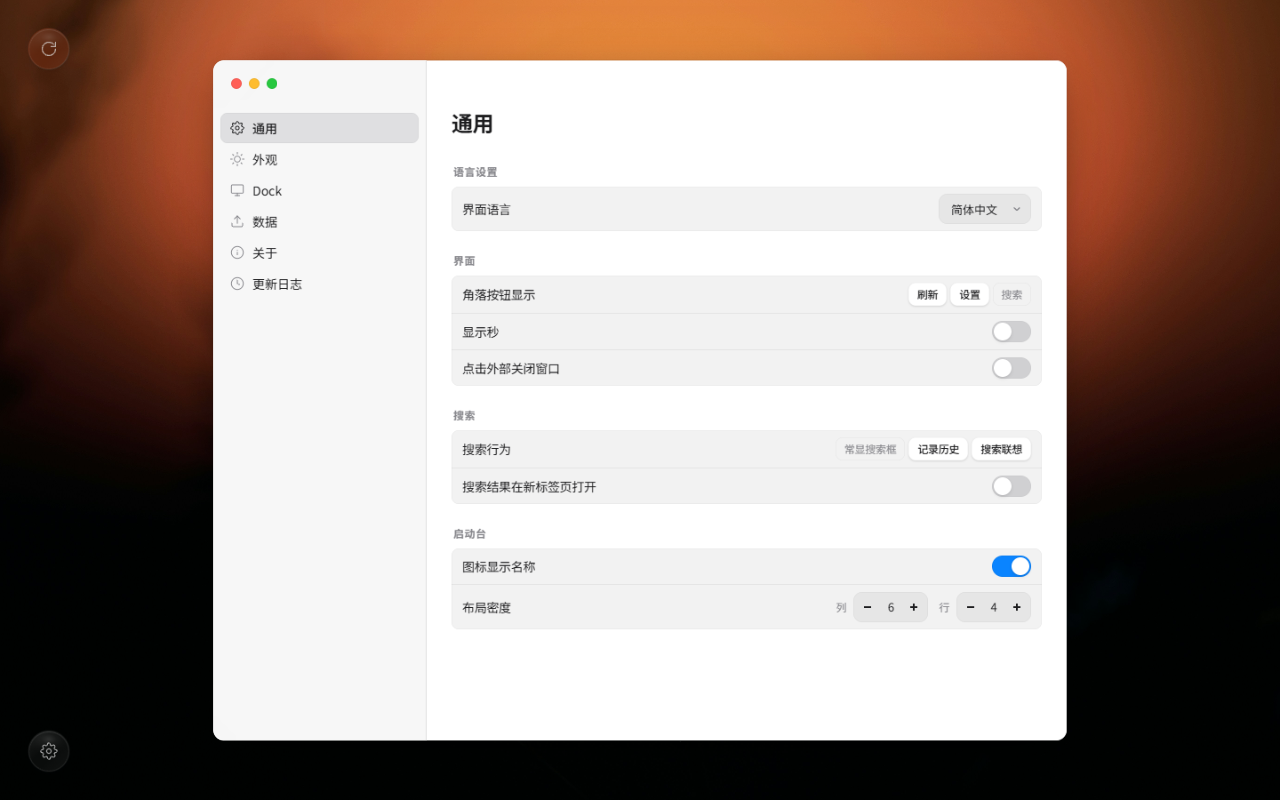 通用
外观
Dock
数据
关于
更新日志
通用
语言设置
界面语言 简体中文
界面
角落按钮显示 刷新 设置 搜索
显示秒
点击外部关闭窗口
搜索
搜索行为 常显搜索框 记录历史 搜索联想
搜索结果在新标签页打开
启动台
图标显示名称
布局密度 列 − 6 + 行 − 4 +